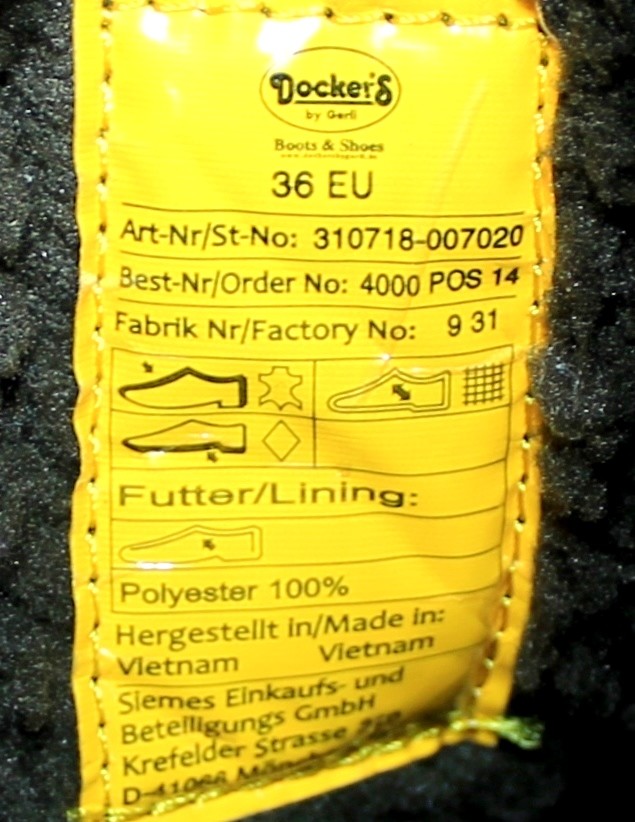 Docker's
by Gerli
Boots & Shoes
36 EU
Art-Nr/St-No: 310718-007020
Best-Nr/Order No: 4000 POS 14
Fabrik Nr/Factory No: 9 31
Futter/Lining:
Polyester 100%
Hergestellt in/Made in:
Vietnam Vietnam
Siemes Einkaufs- und
Beteiligungs GmbH
Krefelder Strasse
D-41066